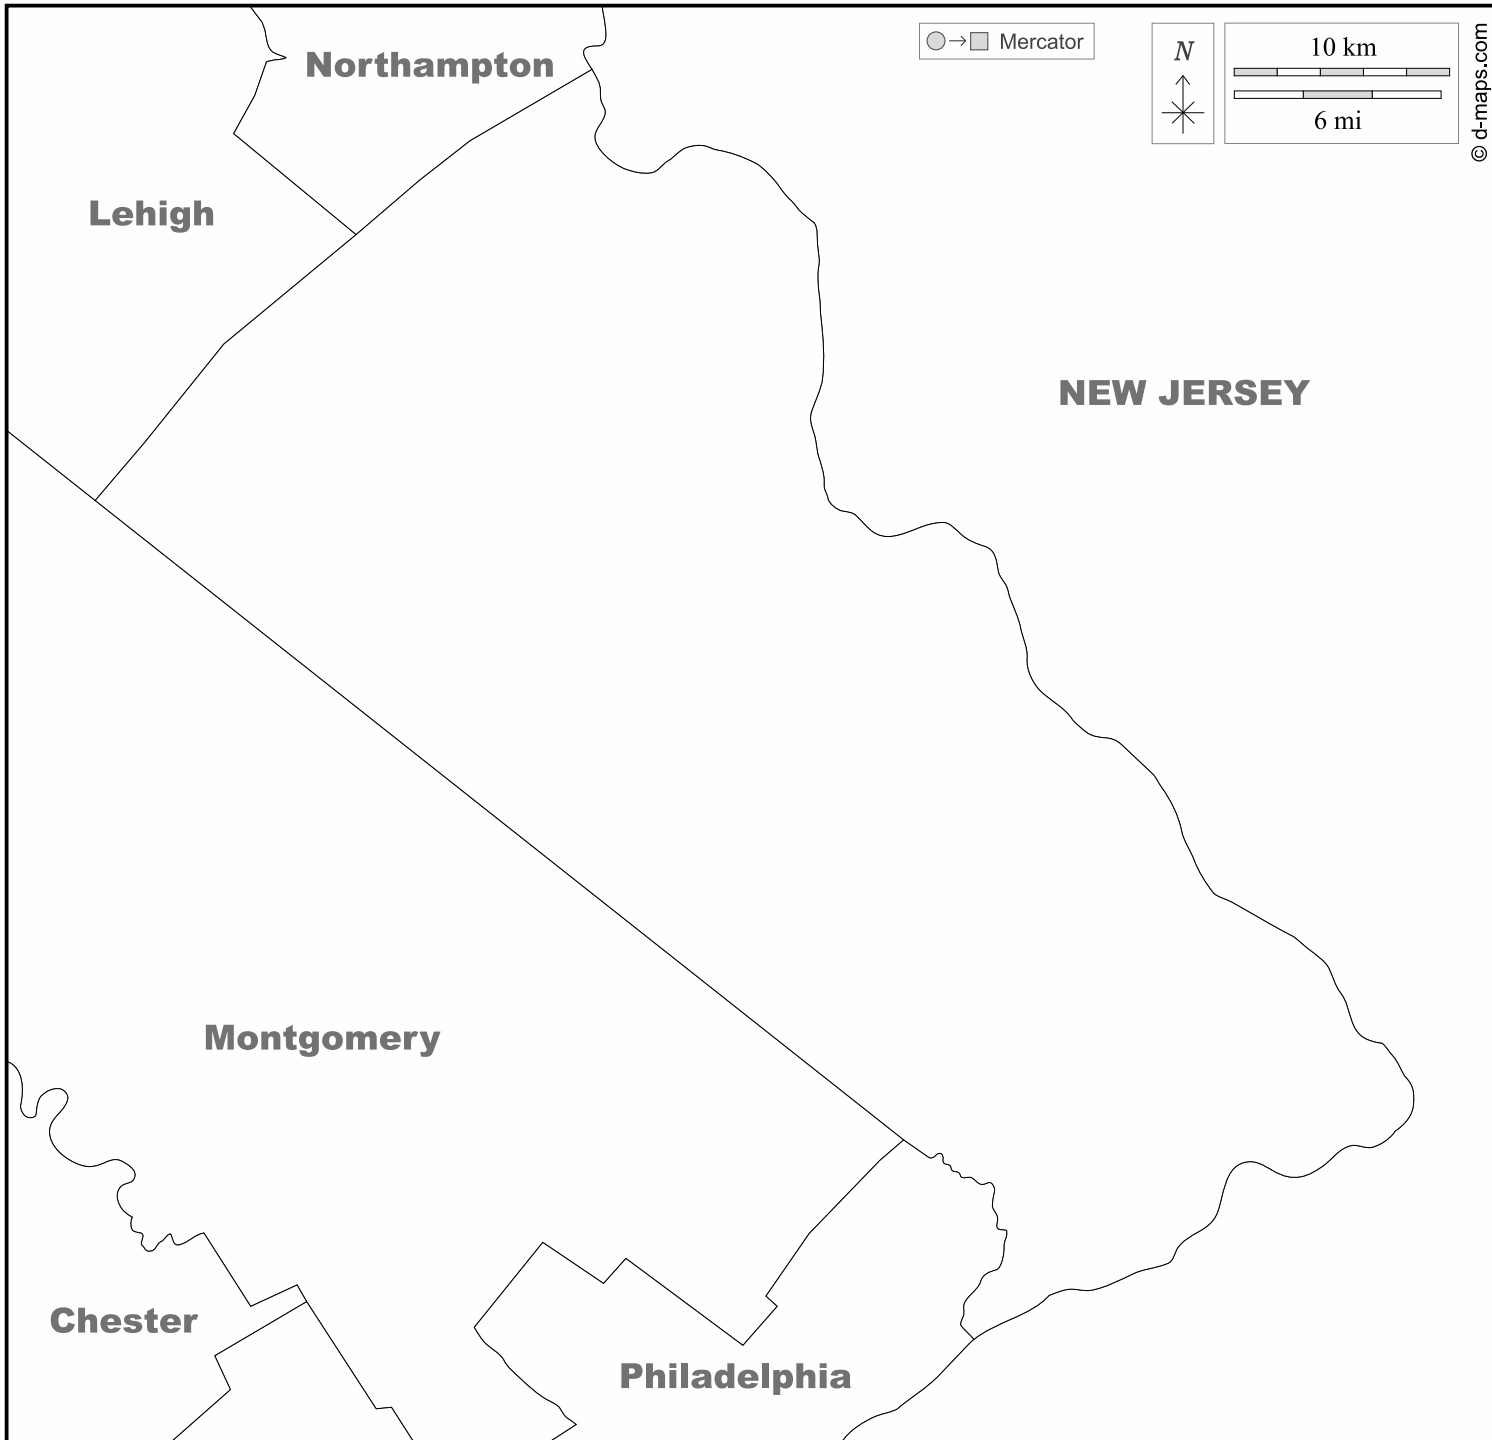 Northampton
Mercator
N
10 km
6 mi
© d-maps.com
Lehigh
NEW JERSEY
Montgomery
Chester
Philadelphia